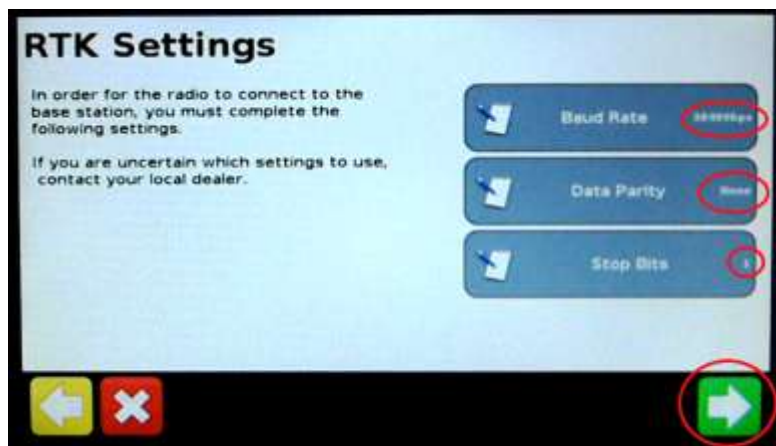 RTK Settings
In order for the radio to connect to the
base station, you must complete the
following settings.
If you are uncertain which settings to use,
contact your local dealer.
Baud Rate
Data Parity None
Stop Bits 1